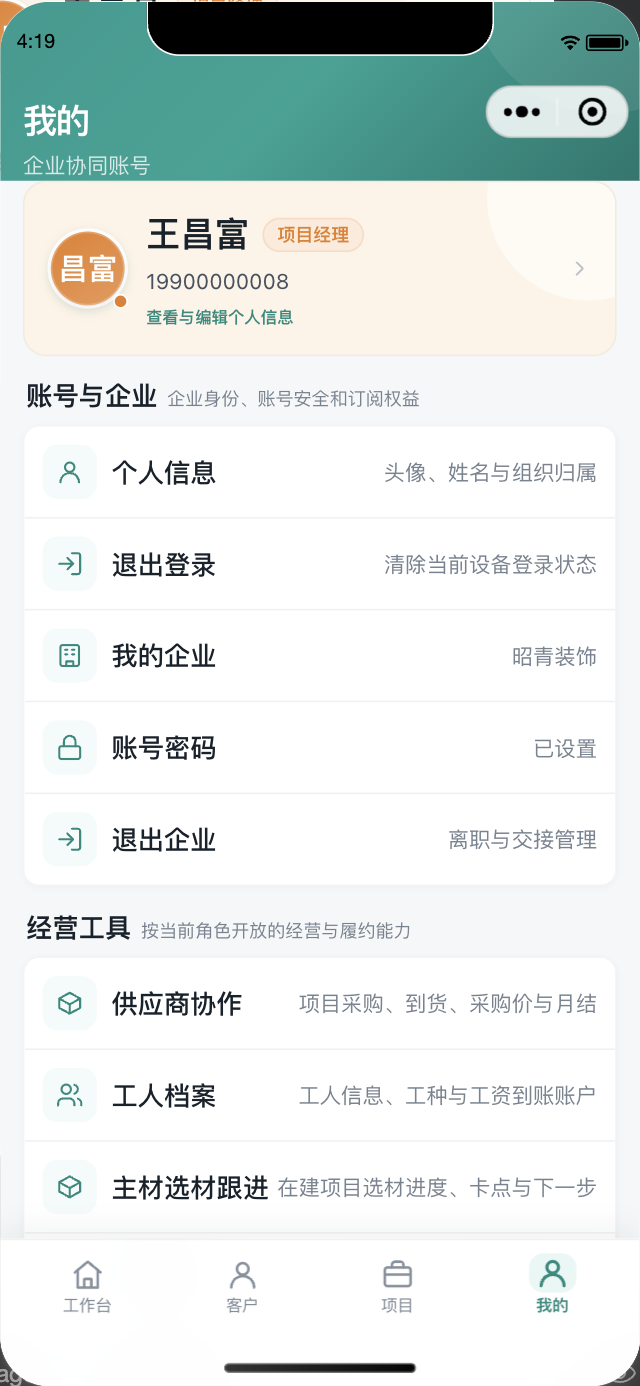 4:19
我的
企业协同账号
昌富
王昌富 项目经理
19900000008
查看与编辑个人信息
账号与企业 企业身份、账号安全和订阅权益
个人信息 头像、姓名与组织归属
退出登录 清除当前设备登录状态
我的企业 昭青装饰
账号密码 已设置
退出企业 离职与交接管理
经营工具 按当前角色开放的经营与履约能力
供应商协作 项目采购、到货、采购价与月结
工人档案 工人信息、工种与工资到账账户
主材选材跟进 在建项目选材进度、卡点与下一步
工作台 客户 项目 我的